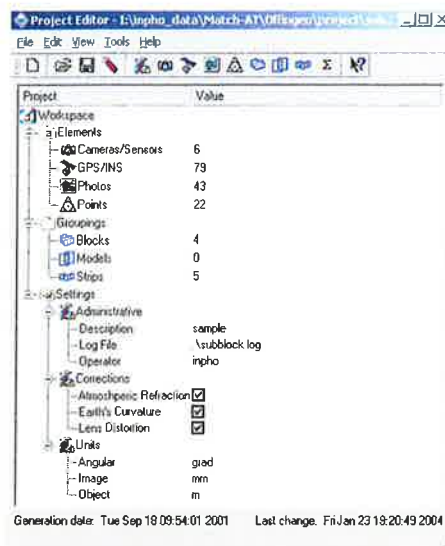 Project Editor - I:\inpho_data\Match-AT\Offingen\project\sub
File Edit View Tools Help
Project Value
Workspace
Elements
Cameras/Sensors 6
GPS/INS 79
Photos 43
Points 22
Groupings
Blocks 4
Models 0
Strips 5
Settings
Administrative
Description sample
Log File .\subblock.log
Operator inpho
Corrections
Atmoshperic Refraction
Earth's Curvature
Lens Distortion
Units
Angular grad
Image mm
Object m
Generation date: Tue Sep 18 09:54:01 2001 Last change: Fri Jan 23 19:20:49 2004